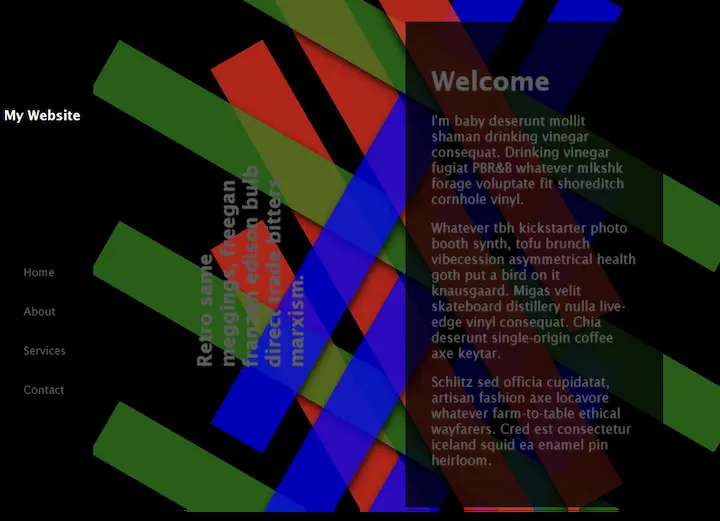 My Website
Home
About
Services
Contact
Retro same
meggings, freegan
franzen edison bulb
direct trade bitters
marxism.
Welcome
I'm baby deserunt mollit
shaman drinking vinegar
consequat. Drinking vinegar
fugiat PBR&B whatever mlkshk
forage voluptate fit shoreditch
cornhole vinyl.
Whatever tbh kickstarter photo
booth synth, tofu brunch
vibecession asymmetrical health
goth put a bird on it
knausgaard. Migas velit
skateboard distillery nulla live-
edge vinyl consequat. Chia
deserunt single-origin coffee
axe keytar.
Schlitz sed officia cupidatat,
artisan fashion axe locavore
whatever farm-to-table ethical
wayfarers. Cred est consectetur
iceland squid ea enamel pin
heirloom.